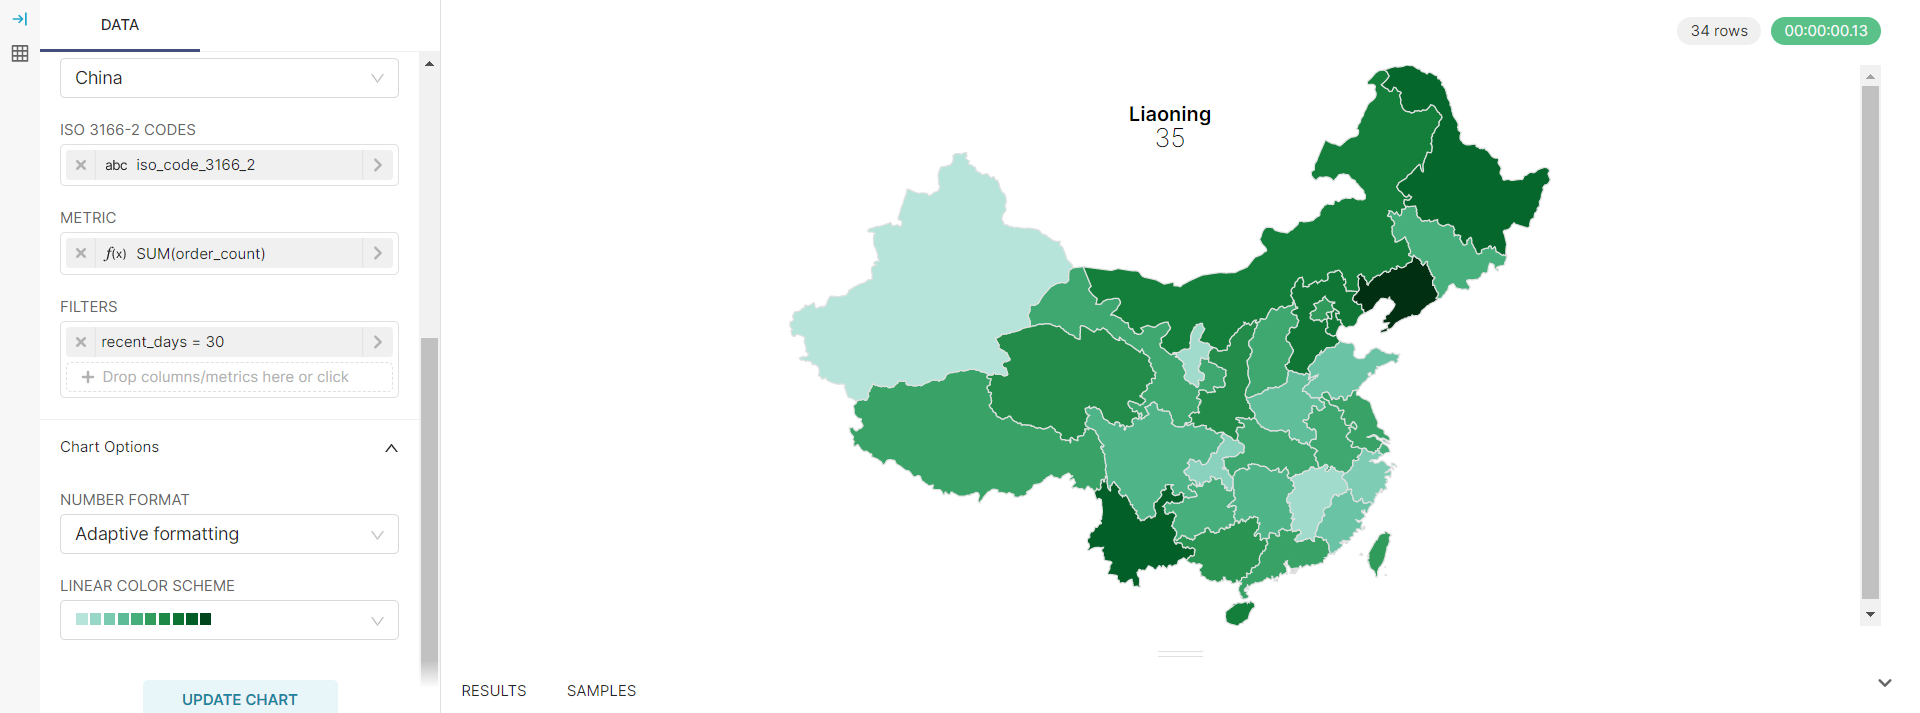 DATA
China
ISO 3166-2 CODES
abc iso_code_3166_2
METRIC
f(x) SUM(order_count)
FILTERS
recent_days = 30
Drop columns/metrics here or click
Chart Options
NUMBER FORMAT
Adaptive formatting
LINEAR COLOR SCHEME
UPDATE CHART
34 rows
00:00:00.13
Liaoning
35
RESULTS
SAMPLES